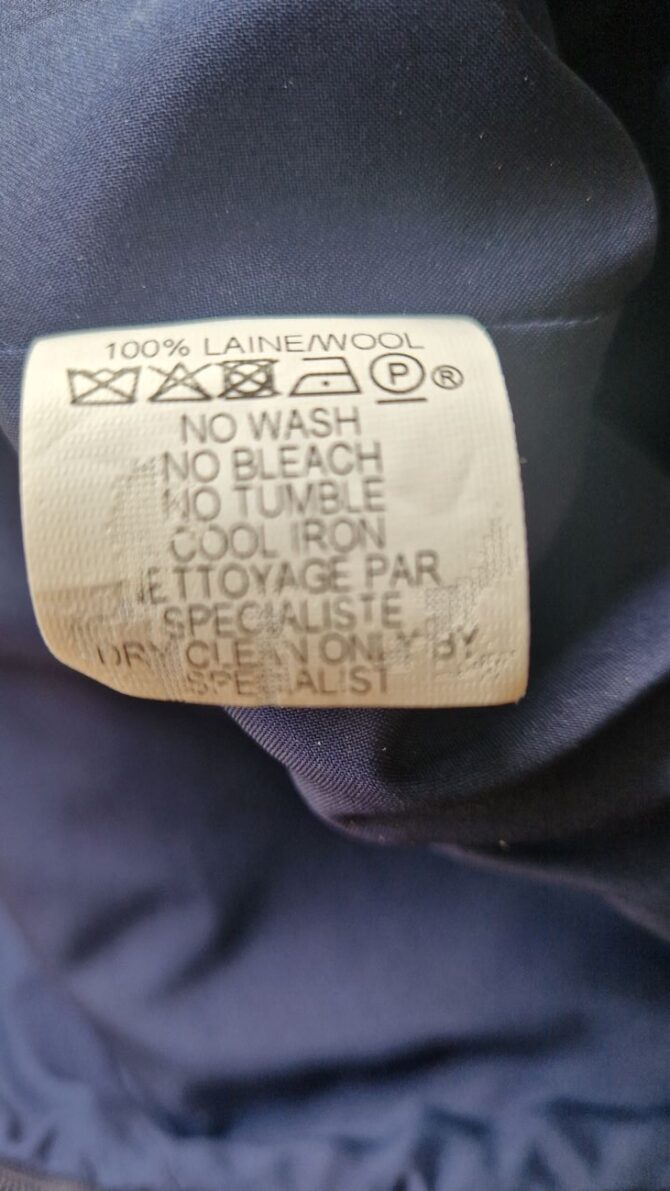 100% LAINE/WOOL
P ®
NO WASH
NO BLEACH
NO TUMBLE
COOL IRON
NETTOYAGE PAR
SPECIALISTE
DRY CLEAN ONLY BY
SPECIALIST